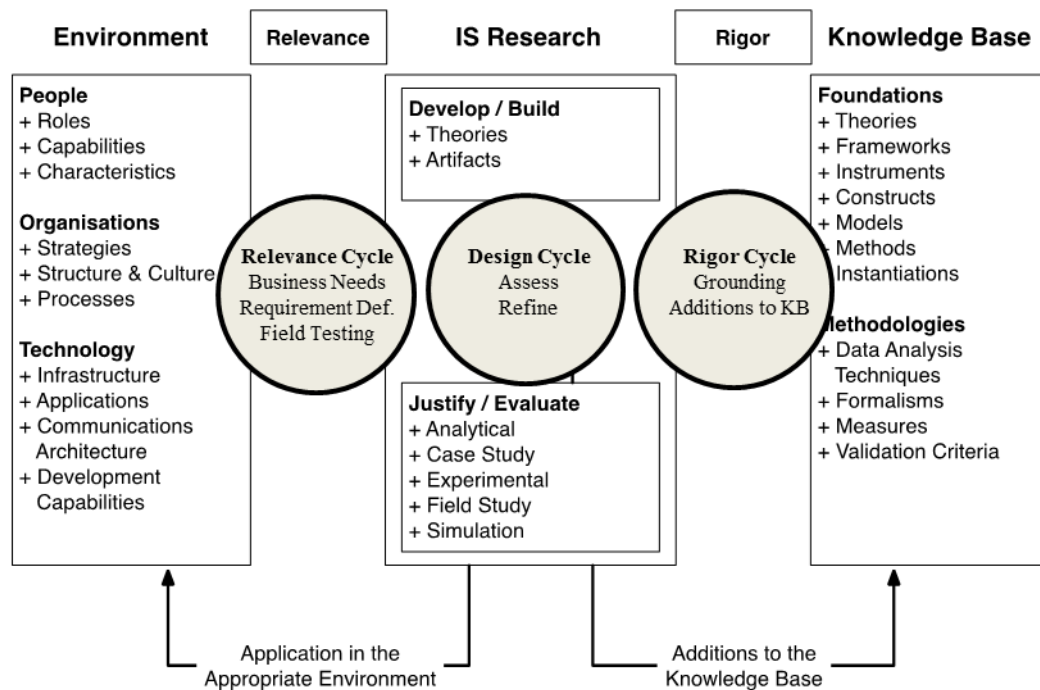 Environment
Relevance
IS Research
Rigor
Knowledge Base
People
+ Roles
+ Capabilities
+ Characteristics
Organisations
+ Strategies
+ Structure & Culture
+ Processes
Technology
+ Infrastructure
+ Applications
+ Communications
Architecture
+ Development
Capabilities
Relevance Cycle
Business Needs
Requirement Def.
Field Testing
Develop / Build
+ Theories
+ Artifacts
Design Cycle
Assess
Refine
Justify / Evaluate
+ Analytical
+ Case Study
+ Experimental
+ Field Study
+ Simulation
Rigor Cycle
Grounding
Additions to KB
Foundations
+ Theories
+ Frameworks
+ Instruments
+ Constructs
+ Models
+ Methods
Instantiations
Methodologies
+ Data Analysis
Techniques
+ Formalisms
+ Measures
+ Validation Criteria
Application in the
Appropriate Environment
Additions to the
Knowledge Base